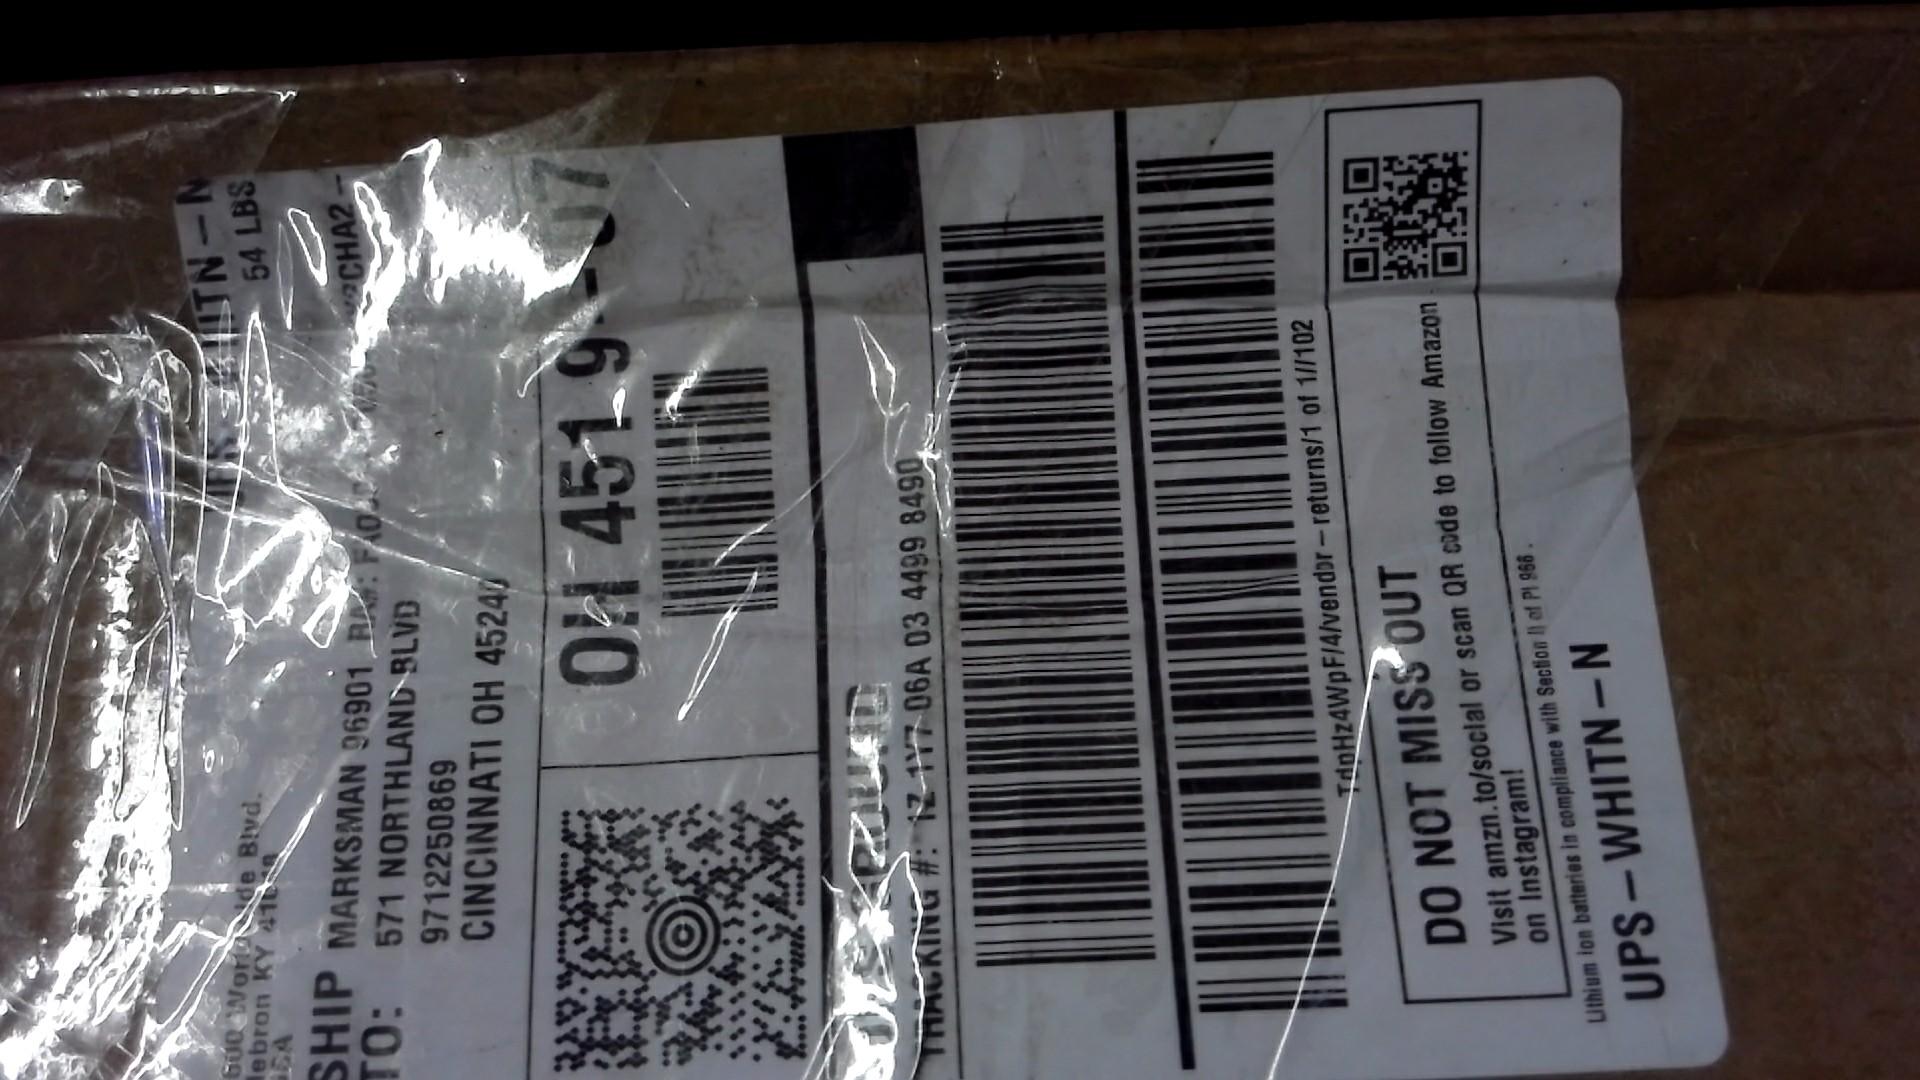 54 LBS
Blvd.
Hebron KY
USA
SHIP
TO:
MARKSMAN 96901
571 NORTHLAND BLVD
9712250869
CINCINNATI OH 45240
OH 451
TRACKING #: 1Z 1Y7 06A 03 4499 8490
TdnHz4WpF/4/vendor-returns/1 of 1//102
DO NOT MISS OUT
Visit amzn.to/social or scan QR code to follow Amazon
on Instagram!
Lithium ion batteries in compliance with Section II of PI 966 .
UPS-WHITN-N